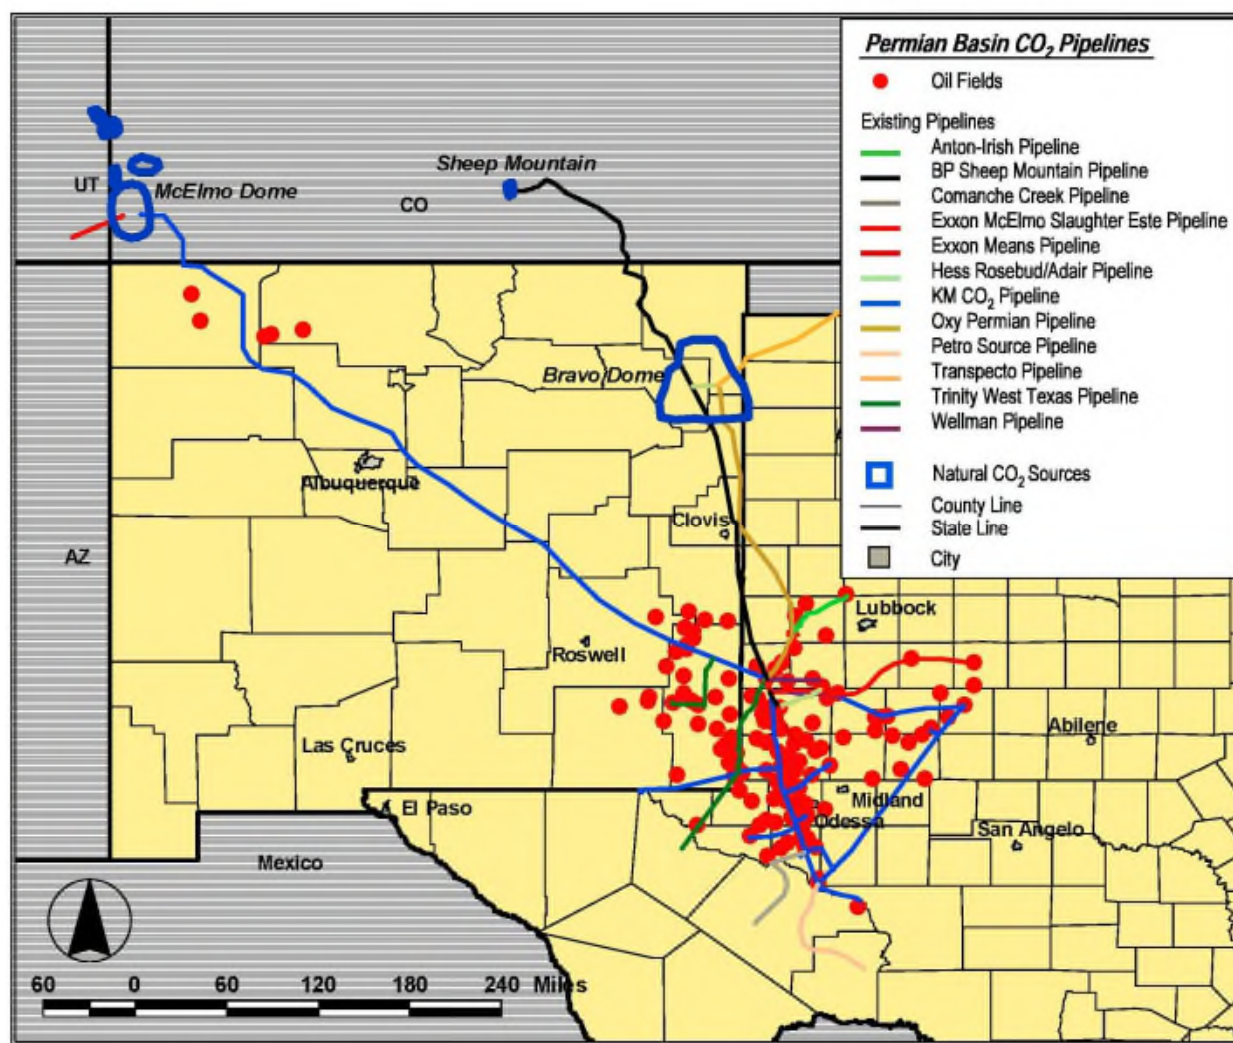 Permian Basin CO₂ Pipelines
Oil Fields
Existing Pipelines
Anton-Irish Pipeline
BP Sheep Mountain Pipeline
Comanche Creek Pipeline
Exxon McElmo Slaughter Este Pipeline
Exxon Means Pipeline
Hess Rosebud/Adair Pipeline
KM CO₂ Pipeline
Oxy Permian Pipeline
Petro Source Pipeline
Transpecto Pipeline
Trinity West Texas Pipeline
Wellman Pipeline
Natural CO₂ Sources
County Line
State Line
City
Sheep Mountain
UT
McElmo Dome
CO
Bravo Dome
Albuquerque
Clovis
AZ
Lubbock
Roswell
Abilene
Las Cruces
Midland
El Paso
Odessa
San Angelo
Mexico
60 0 60 120 180 240 Miles